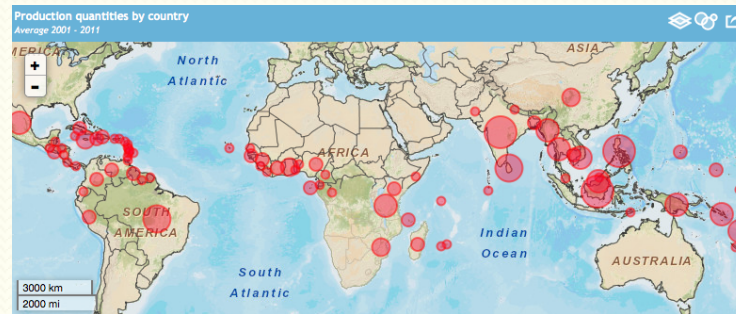 Production quantities by country
Average 2001 - 2011
MERICA
+
-
North
Atlantic
ASIA
AFRICA
SOUTH
AMERICA
Indian
Ocean
South
Atlantic
AUSTRALIA
3000 km
2000 mi